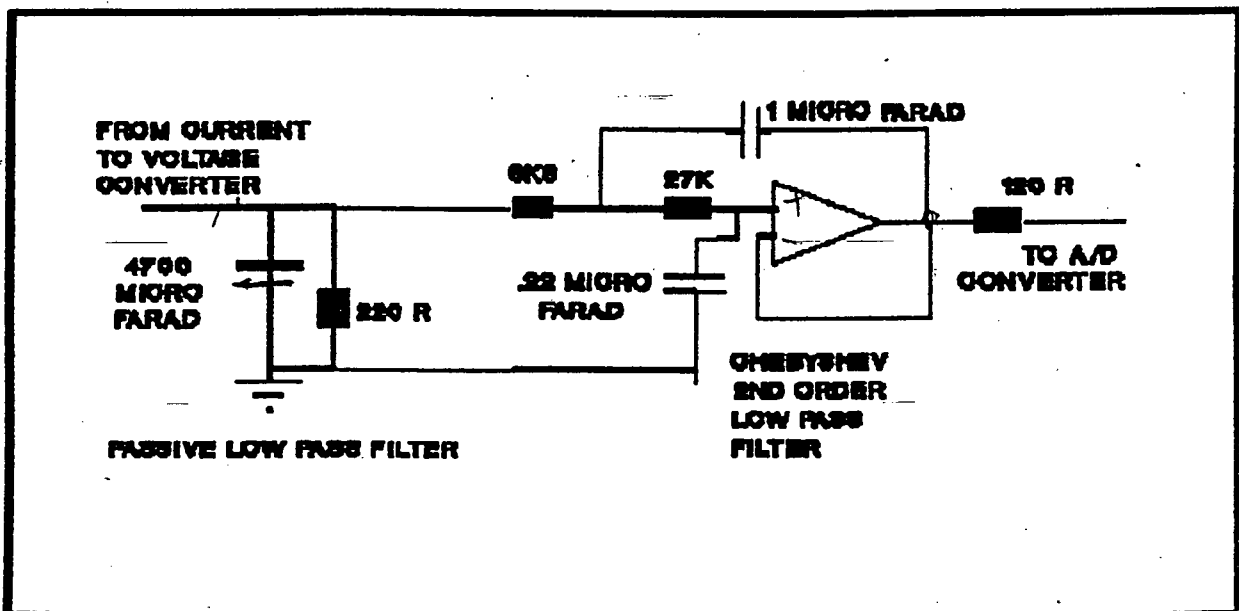 FROM CURRENT
TO VOLTAGE
CONVERTER
1 MICRO FARAD
27K
120 R
4700
MICRO
FARAD
220 R
.22 MICRO
FARAD
TO A/D
CONVERTER
CHEBYSHEV
2ND ORDER
LOW PASS
FILTER
PASSIVE LOW PASS FILTER